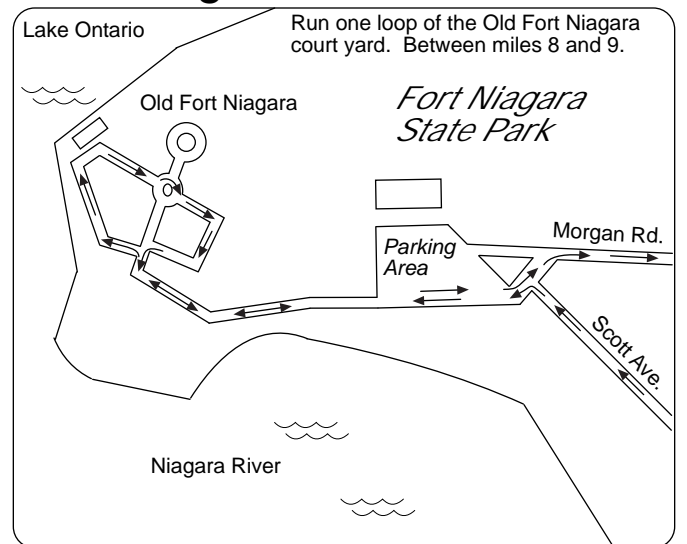 Lake Ontario
Run one loop of the Old Fort Niagara
court yard. Between miles 8 and 9.
Old Fort Niagara
Fort Niagara
State Park
Parking
Area
Morgan Rd.
Scott Ave.
Niagara River